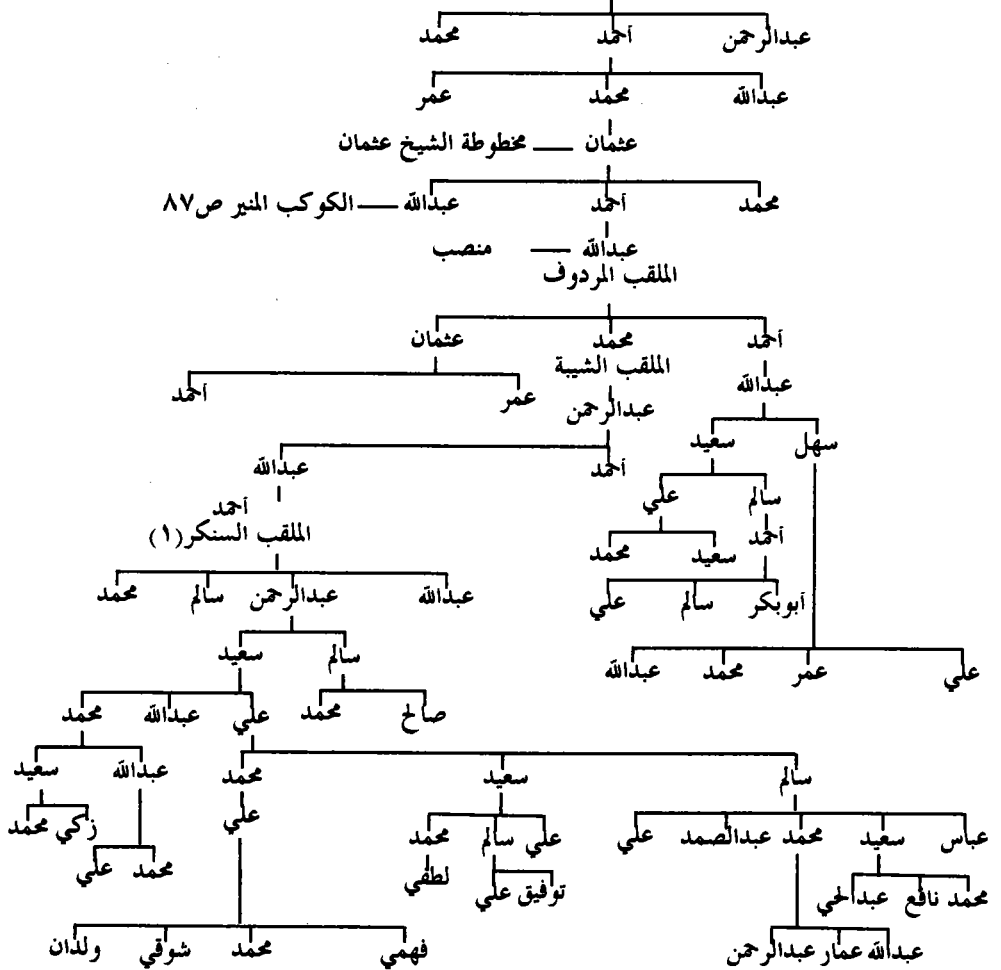 عبدالرحمن أحمد محمد
عبدالله محمد عمر
عثمان — مخطوطة الشيخ عثمان
محمد أحمد عبدالله — الكوكب المنير ص٨٧
عبدالله — منصب
الملقب المردوف
أحمد محمد عثمان
الملقب الشيبة
عبدالله
عمر أحمد
عبدالرحمن
سهل سعيد
أحمد عبدالله
سالم علي
أحمد
الملقب السنكر (١)
أحمد سعيد محمد
أبوبكر سالم علي
عبدالله عبدالرحمن سالم محمد
سالم سعيد
علي عمر محمد عبدالله
صالح محمد
علي عبدالله محمد
سالم سعيد محمد
عبدالله سعيد
علي
زكي محمد
عباس سعيد محمد عبدالصمد علي
علي سالم محمد
محمد علي
محمد نافع عبدالحي
توفيق علي
لطفي
عبدالله عمار عبدالرحمن
فهمي محمد شوقي ولذان